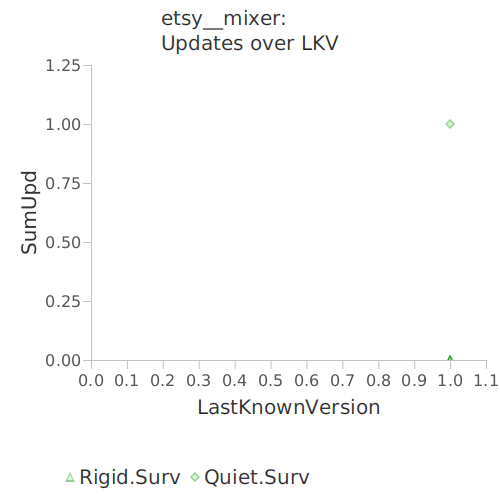 etsy__mixer:
Updates over LKV
1.25
1.00
0.75
0.50
0.25
0.00
SumUpd
0.0 0.1 0.2 0.3 0.4 0.5 0.6 0.7 0.8 0.9 1.0 1.1
LastKnownVersion
Rigid.Surv Quiet.Surv